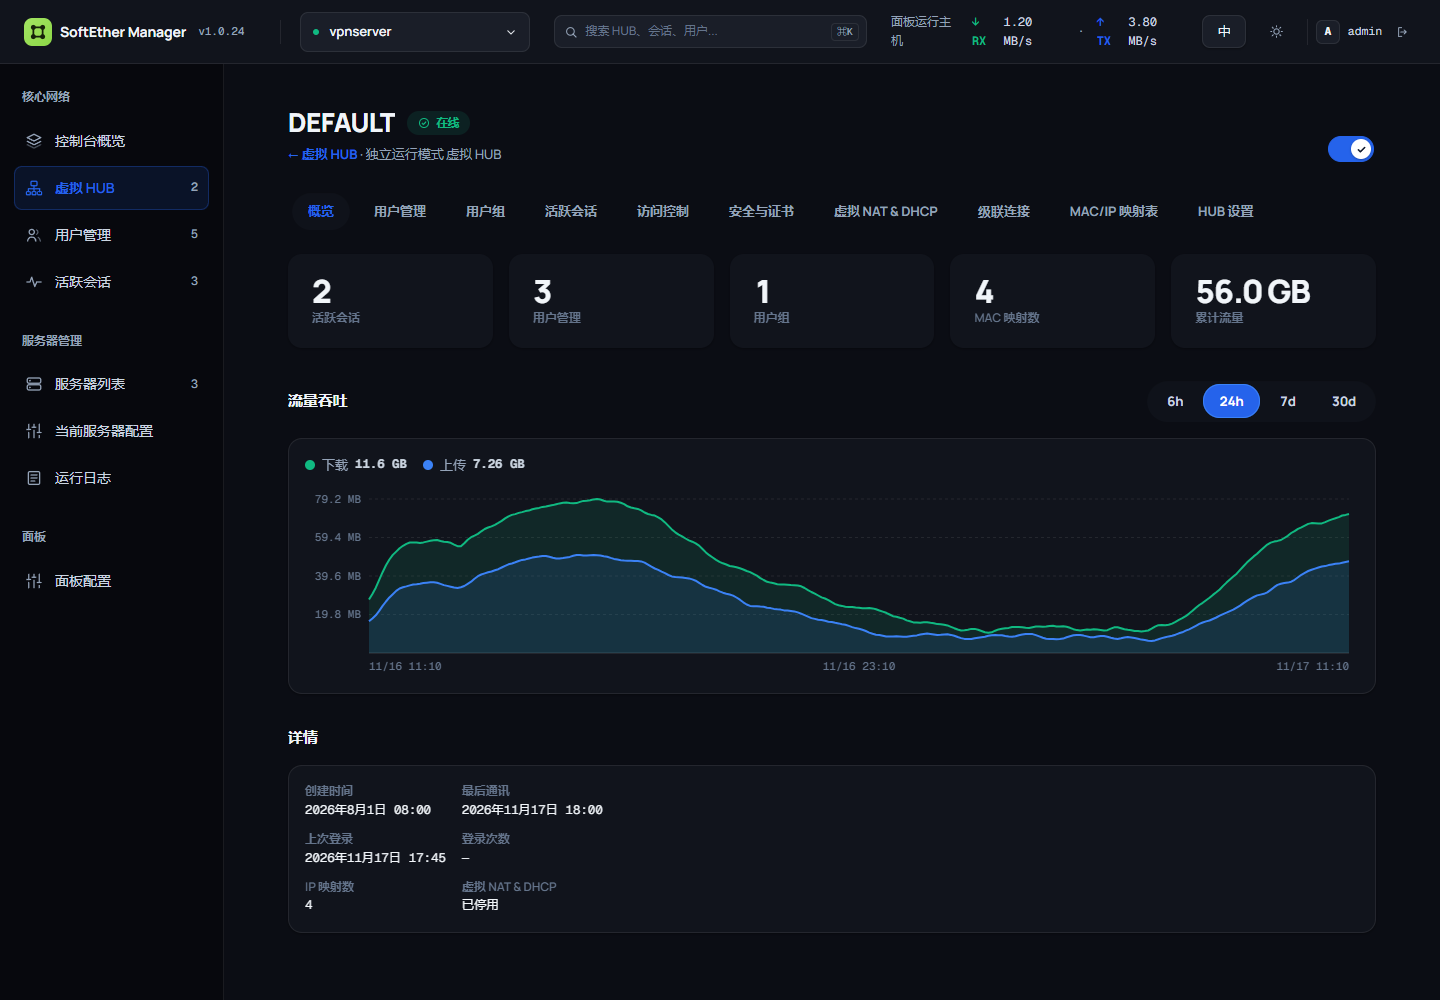 SoftEther Manager v1.0.24
vpnserver
搜索 HUB、会话、用户...
⌘K
面板运行主机
↓ RX 1.20 MB/s
·
↑ TX 3.80 MB/s
中
A admin
核心网络
控制台概览
虚拟 HUB 2
用户管理 5
活跃会话 3
服务器管理
服务器列表 3
当前服务器配置
运行日志
面板
面板配置
DEFAULT 在线
← 虚拟 HUB · 独立运行模式 虚拟 HUB
概览 用户管理 用户组 活跃会话 访问控制 安全与证书 虚拟 NAT & DHCP 级联连接 MAC/IP 映射表 HUB 设置
2
活跃会话
3
用户管理
1
用户组
4
MAC 映射数
56.0 GB
累计流量
流量吞吐
6h 24h 7d 30d
下载 11.6 GB 上传 7.26 GB
79.2 MB
59.4 MB
39.6 MB
19.8 MB
11/16 11:10 11/16 23:10 11/17 11:10
详情
创建时间 最后通讯
2026年8月1日 08:00 2026年11月17日 18:00
上次登录 登录次数
2026年11月17日 17:45 —
IP 映射数 虚拟 NAT & DHCP
4 已停用